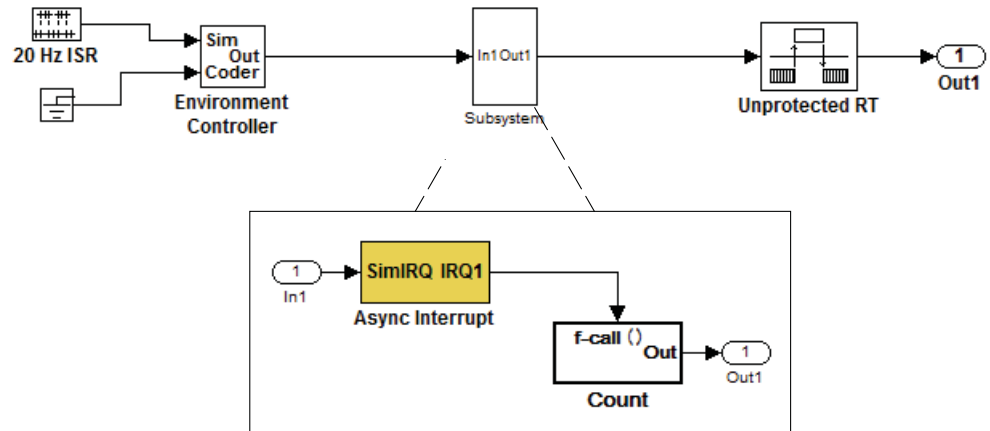 20 Hz ISR
Sim
Out
Coder
Environment
Controller
In1 Out1
Subsystem
Unprotected RT
1
Out1
1
In1
SimIRQ IRQ1
Async Interrupt
f-call ()
Out
Count
1
Out1